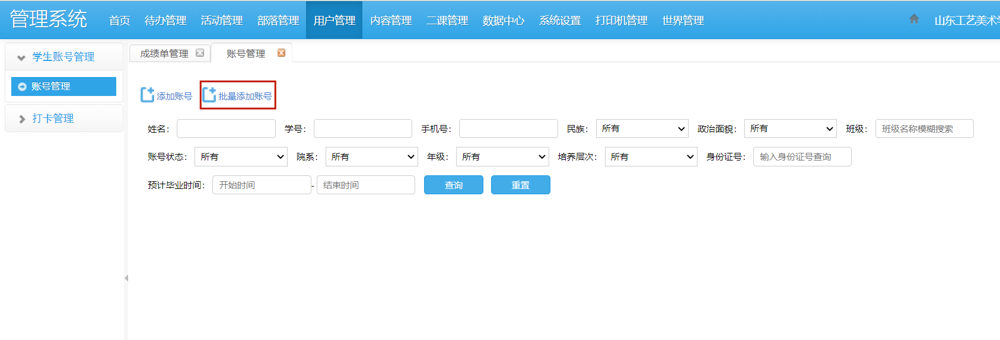 管理系统 首页 待办管理 活动管理 部落管理 用户管理 内容管理 二课管理 数据中心 系统设置 打印机管理 世界管理 山东工艺美术学
学生账号管理
账号管理
打卡管理
成绩单管理 账号管理
添加账号 批量添加账号
姓名: 学号: 手机号: 民族: 所有 政治面貌: 所有 班级: 班级名称模糊搜索
账号状态: 所有 院系: 所有 年级: 所有 培养层次: 所有 身份证号: 输入身份证号查询
预计毕业时间: 开始时间 - 结束时间 查询 重置